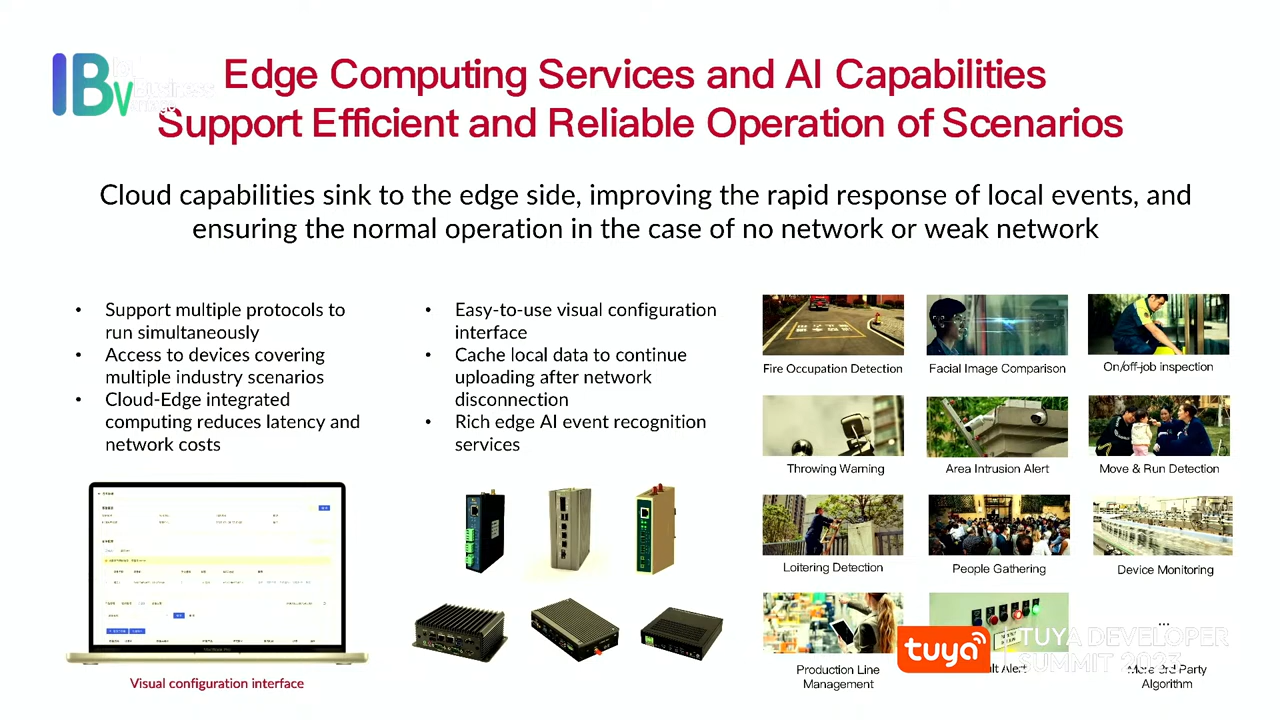 IBv
Edge Computing Services and AI Capabilities
Support Efficient and Reliable Operation of Scenarios
Cloud capabilities sink to the edge side, improving the rapid response of local events, and
ensuring the normal operation in the case of no network or weak network
• Support multiple protocols to
run simultaneously
• Access to devices covering
multiple industry scenarios
• Cloud-Edge integrated
computing reduces latency and
network costs
• Easy-to-use visual configuration
interface
• Cache local data to continue
uploading after network
disconnection
• Rich edge AI event recognition
services
Visual configuration interface
Fire Occupation Detection
Facial Image Comparison
On/off-job inspection
Throwing Warning
Area Intrusion Alert
Move & Run Detection
Loitering Detection
People Gathering
Device Monitoring
Production Line
Management
Alert
...
More 3rd Party
Algorithm
tuya
TUYA DEVELOPER
SUMMIT 2023